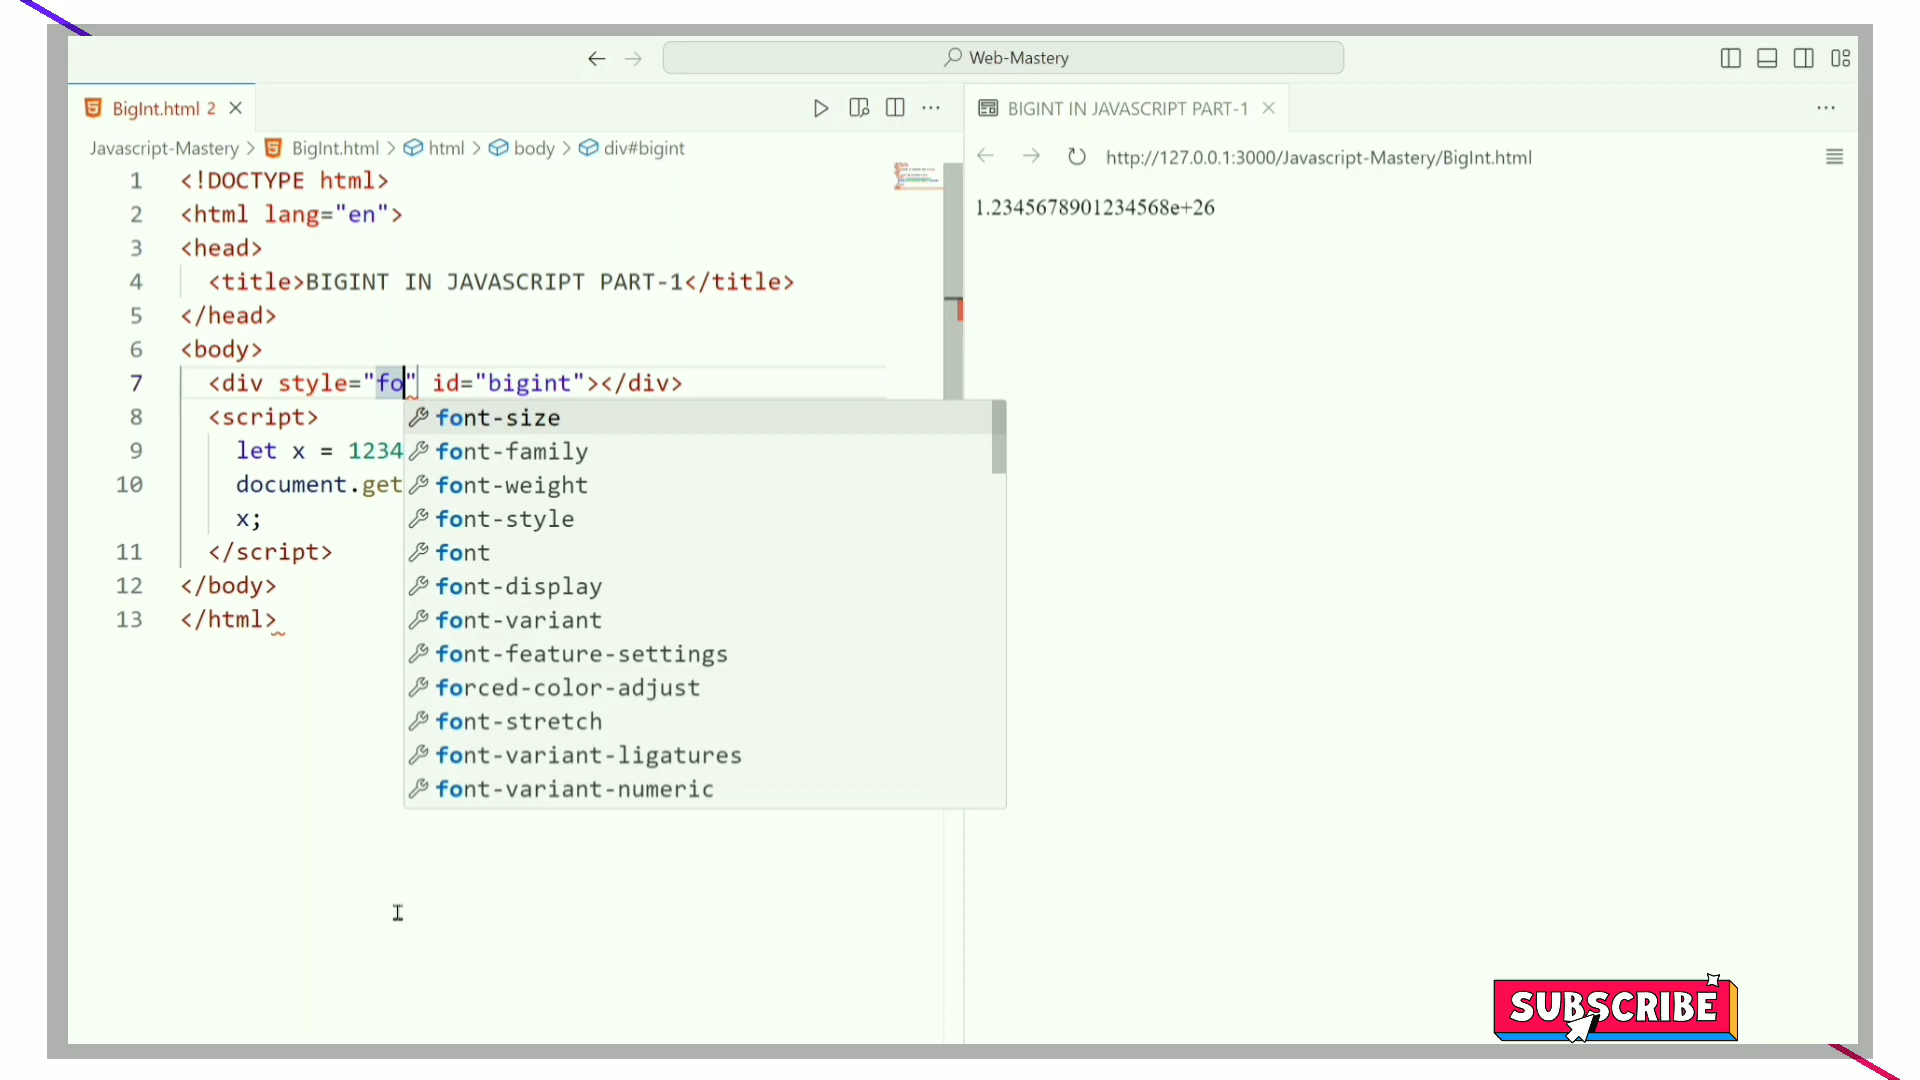 Web-Mastery
BigInt.html 2
BIGINT IN JAVASCRIPT PART-1
Javascript-Mastery > BigInt.html > html > body > div#bigint
http://127.0.0.1:3000/Javascript-Mastery/BigInt.html
1 <!DOCTYPE html>
2 <html lang="en">
3 <head>
4 <title>BIGINT IN JAVASCRIPT PART-1</title>
5 </head>
6 <body>
7 <div style="fo" id="bigint"></div>
8 <script>
9 let x = 1234
10 document.get
x;
11 </script>
12 </body>
13 </html>
font-size
font-family
font-weight
font-style
font
font-display
font-variant
font-feature-settings
forced-color-adjust
font-stretch
font-variant-ligatures
font-variant-numeric
1.2345678901234568e+26
SUBSCRIBE